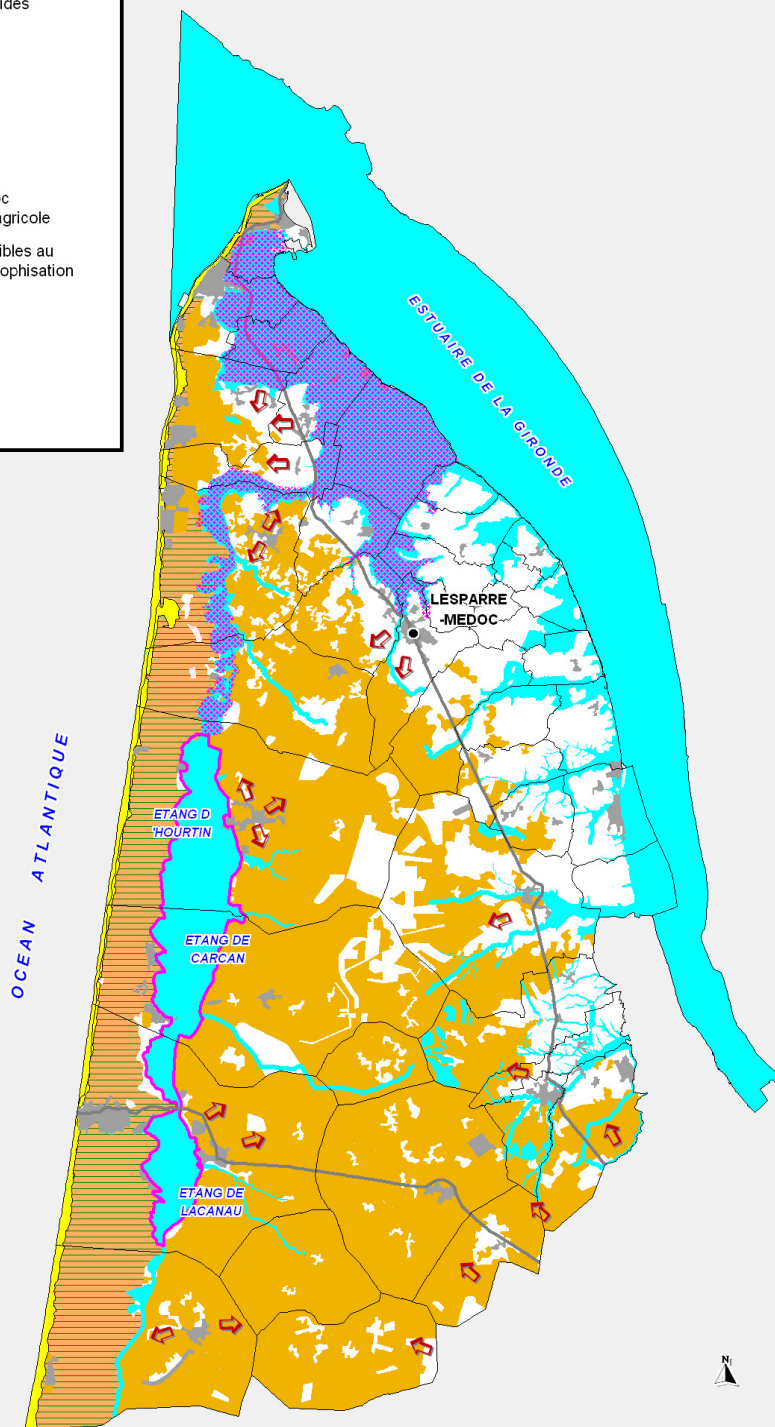 ides
c
agricole
ibles au
ophisation
ESTUAIRE DE LA GIRONDE
LESPARRE
-MEDOC
OCEAN ATLANTIQUE
ETANG D
'HOURTIN
ETANG DE
CARCAN
ETANG DE
LACANAU
N